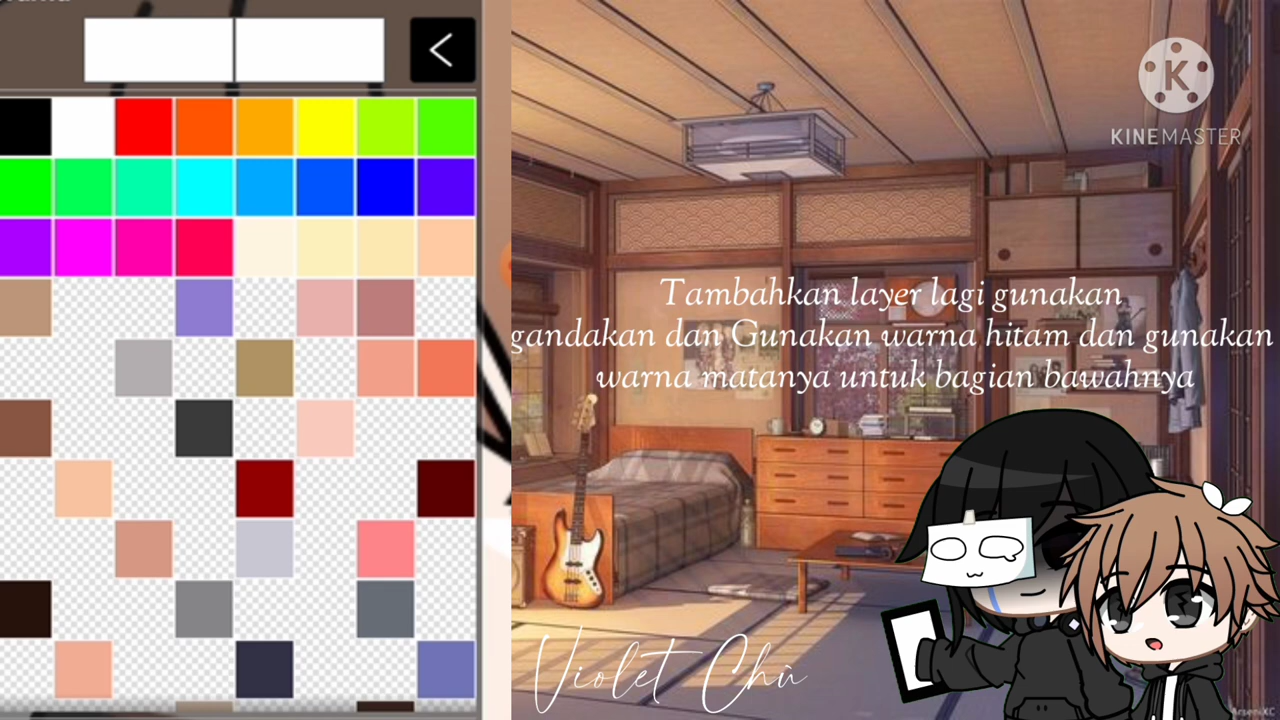 KINEMASTER
Tambahkan layer lagi gunakan
gandakan dan Gunakan warna hitam dan gunakan
warna matanya untuk bagian bawahnya
Violet Chù